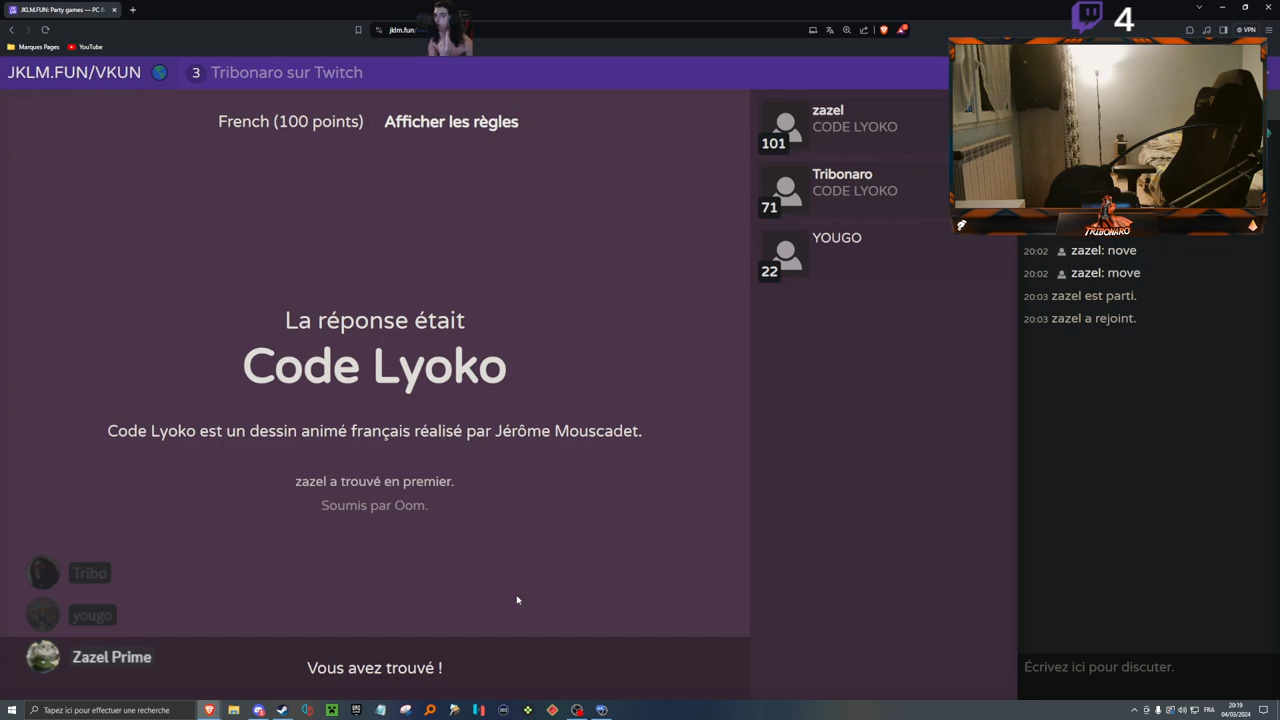 JKLM.FUN: Party games — PC &
4
jklm.fun/
VPN
Marques Pages
YouTube
JKLM.FUN/VKUN
3
Tribonaro sur Twitch
French (100 points)
Afficher les règles
zazel
CODE LYOKO
101
Tribonaro
CODE LYOKO
71
YOUGO
22
TRIBONARO
20:02 zazel: nove
20:02 zazel: move
20:03 zazel est parti.
20:03 zazel a rejoint.
La réponse était
Code Lyoko
Code Lyoko est un dessin animé français réalisé par Jérôme Mouscadet.
zazel a trouvé en premier.
Soumis par Oom.
Tribo
yougo
Zazel Prime
Vous avez trouvé !
Écrivez ici pour discuter.
Tapez ici pour effectuer une recherche
FRA
20:19
04/03/2024